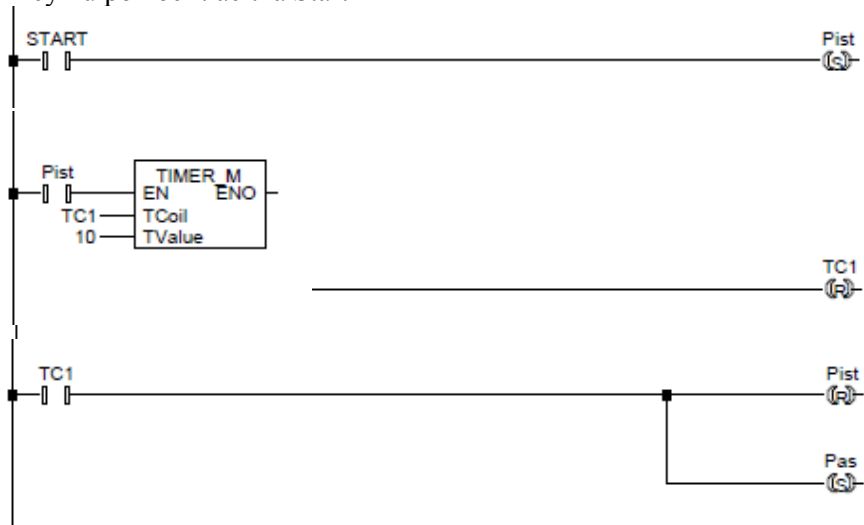 START Pist
(S)
Pist TIMER_M
EN ENO
TC1 TCoil
10 TValue
TC1
(R)
TC1 Pist
(R)
Pas
(S)